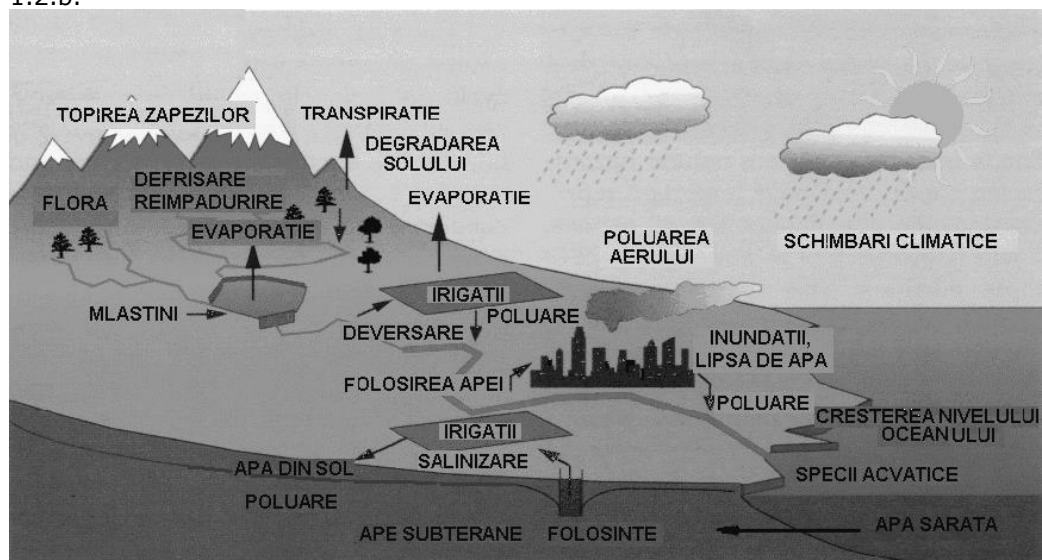 1.2.b.
TOPIREA ZAPEZILOR
TRANSPIRATIE
DEGRADAREA
SOLULUI
DEFRISARE
REIMPADURIRE
FLORA
EVAPORATIE
EVAPORATIE
POLUAREA
AERULUI
SCHIMBARI CLIMATICE
MLASTINI
IRIGATII
POLUARE
DEVERSARE
INUNDATII,
LIPSA DE APA
FOLOSIREA APEI
POLUARE
CRESTEREA NIVELULUI
OCEANULUI
IRIGATII
SALINIZARE
APA DIN SOL
SPECII ACVATICE
POLUARE
APE SUBTERANE
FOLOSINTE
APA SARATA